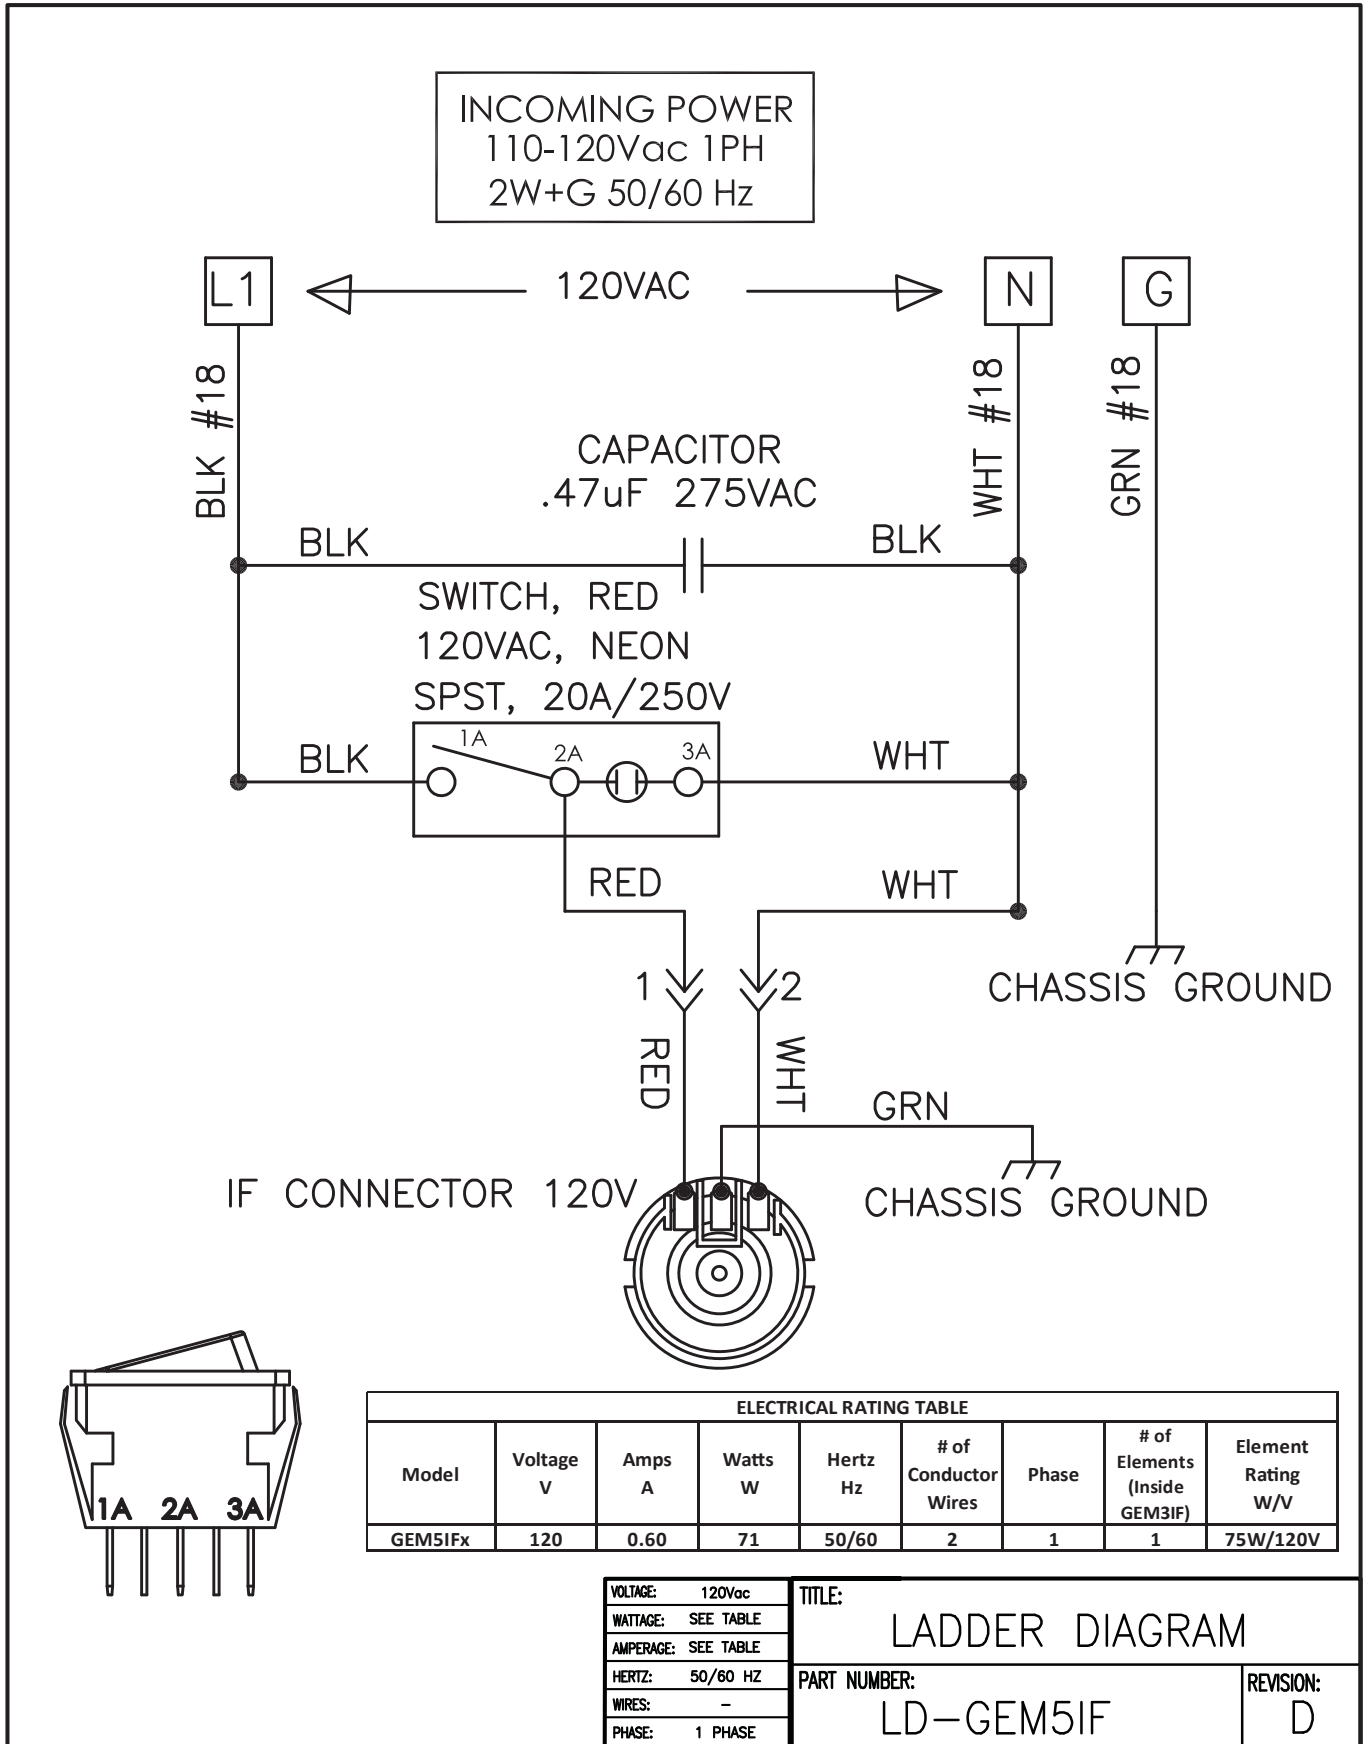 INCOMING POWER
110-120Vac 1PH
2W+G 50/60 Hz
L1
120VAC
N
G
BLK #18
WHT #18
GRN #18
CAPACITOR
.47uF 275VAC
BLK
BLK
SWITCH, RED
120VAC, NEON
SPST, 20A/250V
BLK
1A
2A
3A
WHT
RED
WHT
1
2
CHASSIS GROUND
RED
WHT
GRN
IF CONNECTOR 120V
CHASSIS GROUND
1A 2A 3A
ELECTRICAL RATING TABLE
Model
Voltage
V
Amps
A
Watts
W
Hertz
Hz
# of
Conductor
Wires
Phase
# of
Elements
(Inside
GEM3IF)
Element
Rating
W/V
GEM5IFx 120 0.60 71 50/60 2 1 1 75W/120V
VOLTAGE: 120Vac
WATTAGE: SEE TABLE
AMPERAGE: SEE TABLE
HERTZ: 50/60 HZ
WIRES: –
PHASE: 1 PHASE
TITLE:
LADDER DIAGRAM
PART NUMBER:
LD-GEM5IF
REVISION:
D